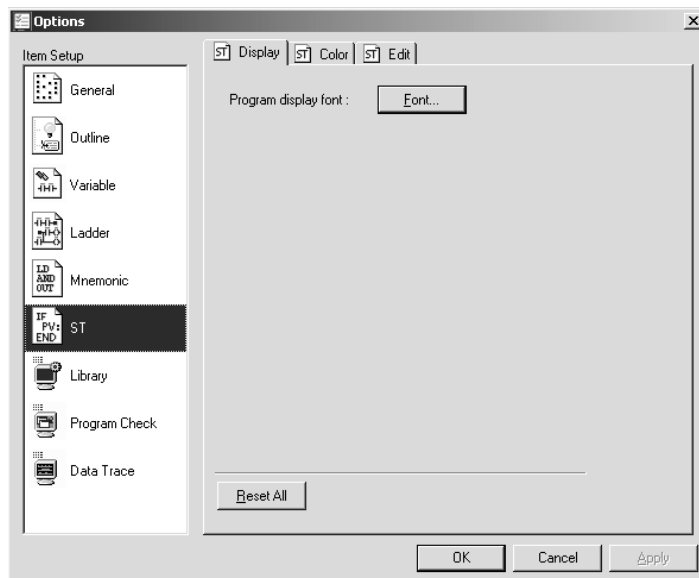 Options
Item Setup
General
Outline
Variable
Ladder
LD
AND
OUT
Mnemonic
IF
PV:
END
ST
Library
Program Check
Data Trace
ST Display
ST Color
ST Edit
Program display font :
Font...
Reset All
OK
Cancel
Apply